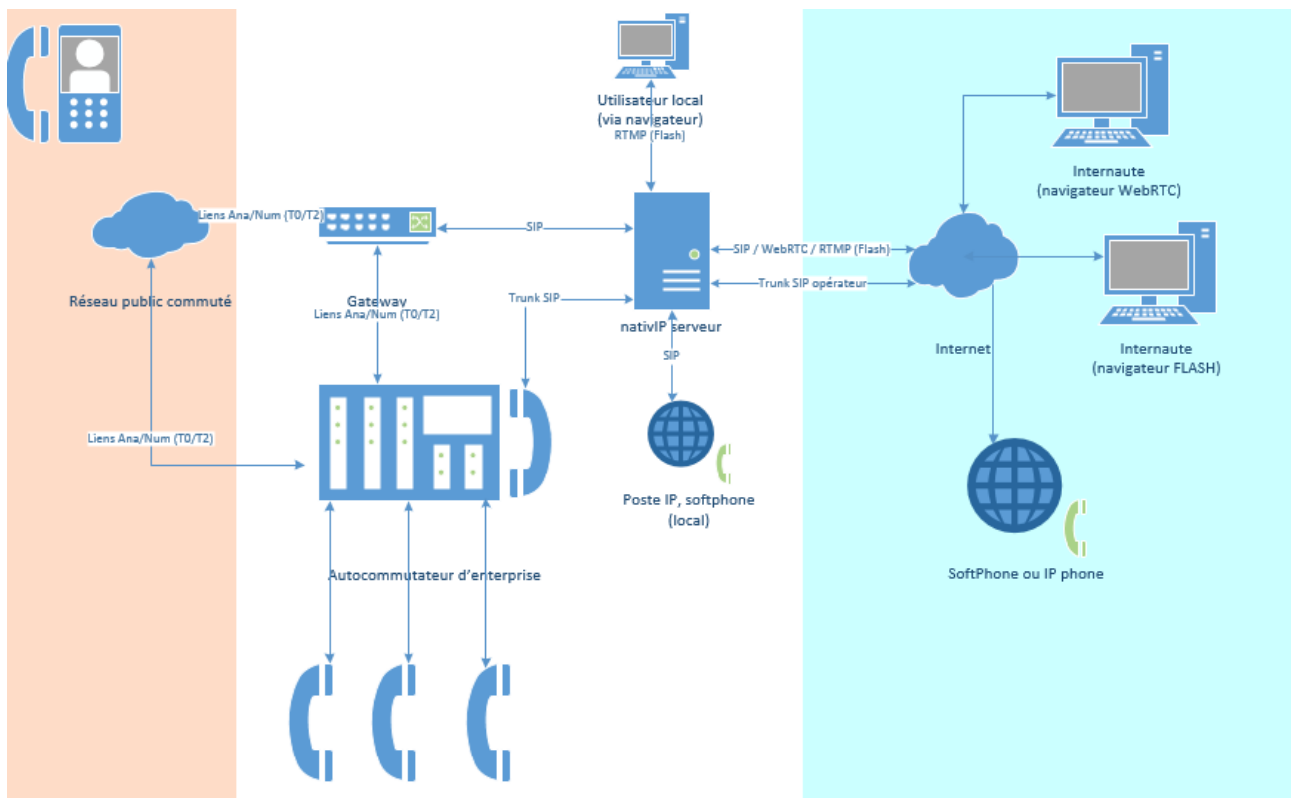 Utilisateur local
(via navigateur)
RTMP (Flash)
Internaute
(navigateur WebRTC)
Liens Ana/Num (T0/T2)
SIP
SIP / WebRTC / RTMP (Flash)
Trunk SIP opérateur
Réseau public commuté
Gateway
Liens Ana/Num (T0/T2)
Trunk SIP
nativIP serveur
SIP
Internet
Internaute
(navigateur FLASH)
Liens Ana/Num (T0/T2)
Poste IP, softphone
(local)
Autocommutateur d'enterprise
SoftPhone ou IP phone